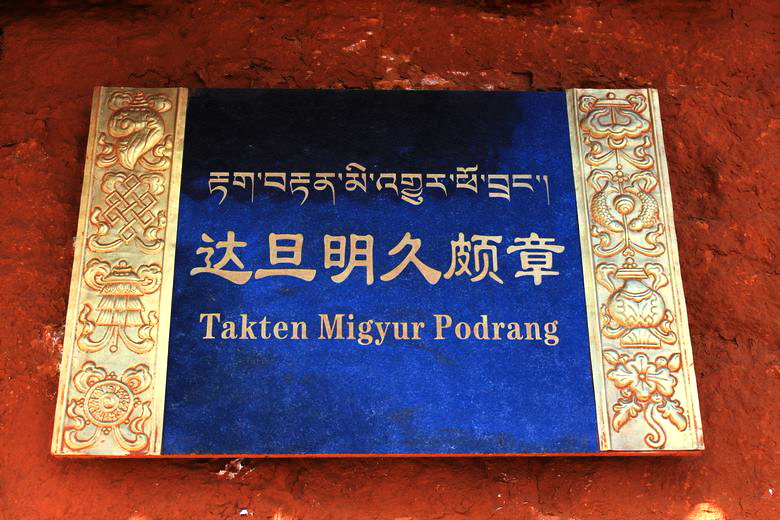 རྟག་བརྟན་མི་འགྱུར་ཕོ་བྲང་།
达旦明久颇章
Takten Migyur Podrang